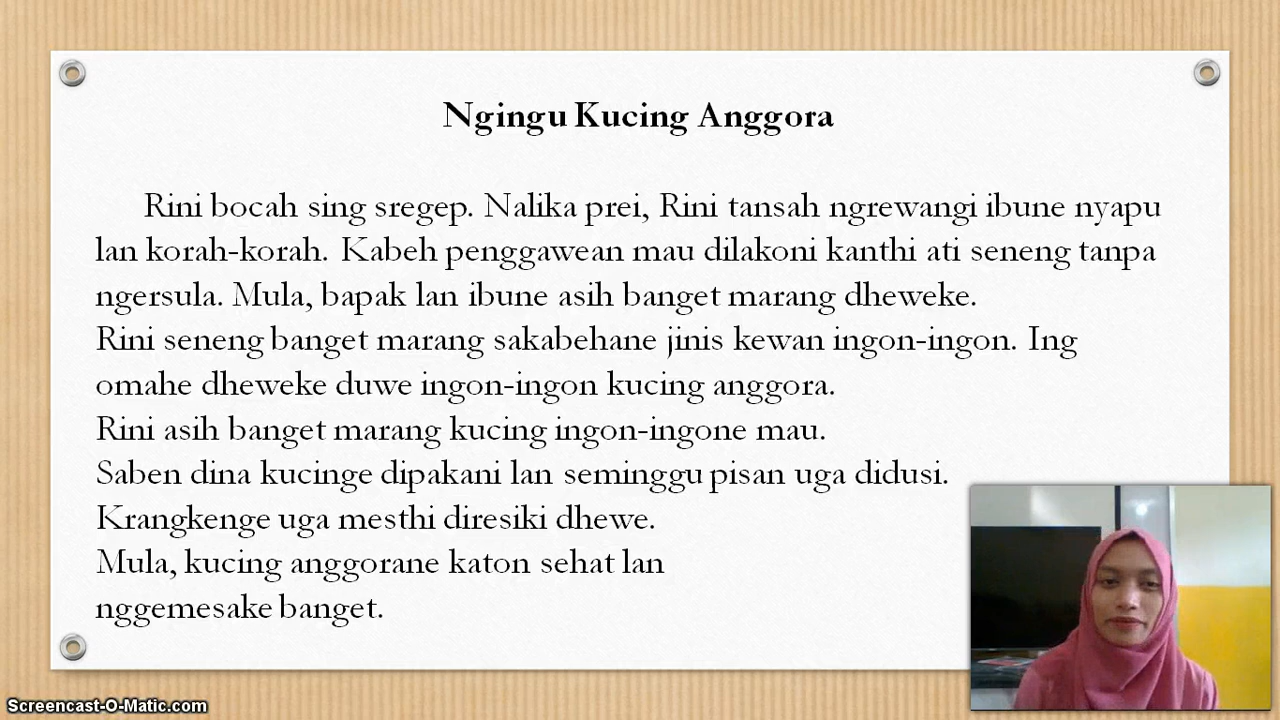 Ngingu Kucing Anggora
Rini bocah sing sregep. Nalika prei, Rini tansah ngrewangi ibune nyapu
lan korah-korah. Kabeh penggawean mau dilakoni kanthi ati seneng tanpa
ngersula. Mula, bapak lan ibune asih banget marang dheweke.
Rini seneng banget marang sakabehane jinis kewan ingon-ingon. Ing
omahe dheweke duwe ingon-ingon kucing anggora.
Rini asih banget marang kucing ingon-ingone mau.
Saben dina kucinge dipakani lan seminggu pisan uga didusi.
Krangkenge uga mesthi diresiki dhewe.
Mula, kucing anggorane katon sehat lan
nggemesake banget.
Screencast-O-Matic.com